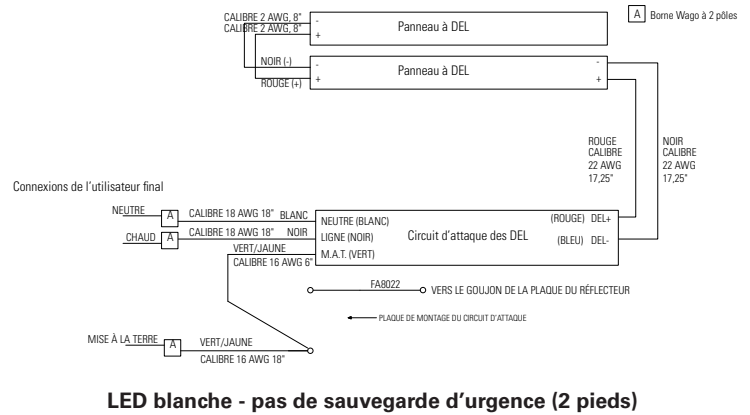 CALIBRE 2 AWG, 8"
CALIBRE 2 AWG, 8"
-
+
Panneau à DEL
A Borne Wago à 2 pôles
NOIR (-)
ROUGE (+)
-
+
Panneau à DEL
-
+
ROUGE
CALIBRE
22 AWG
17,25"
NOIR
CALIBRE
22 AWG
17,25"
Connexions de l'utilisateur final
NEUTRE A CALIBRE 18 AWG 18" BLANC
CHAUD A CALIBRE 18 AWG 18" NOIR
VERT/JAUNE
CALIBRE 16 AWG 6"
NEUTRE (BLANC)
LIGNE (NOIR)
M.A.T. (VERT)
Circuit d'attaque des DEL
(ROUGE) DEL+
(BLEU) DEL-
FA8022
VERS LE GOUJON DE LA PLAQUE DU RÉFLECTEUR
PLAQUE DE MONTAGE DU CIRCUIT D'ATTAQUE
MISE À LA TERRE A VERT/JAUNE
CALIBRE 16 AWG 18"
LED blanche - pas de sauvegarde d'urgence (2 pieds)